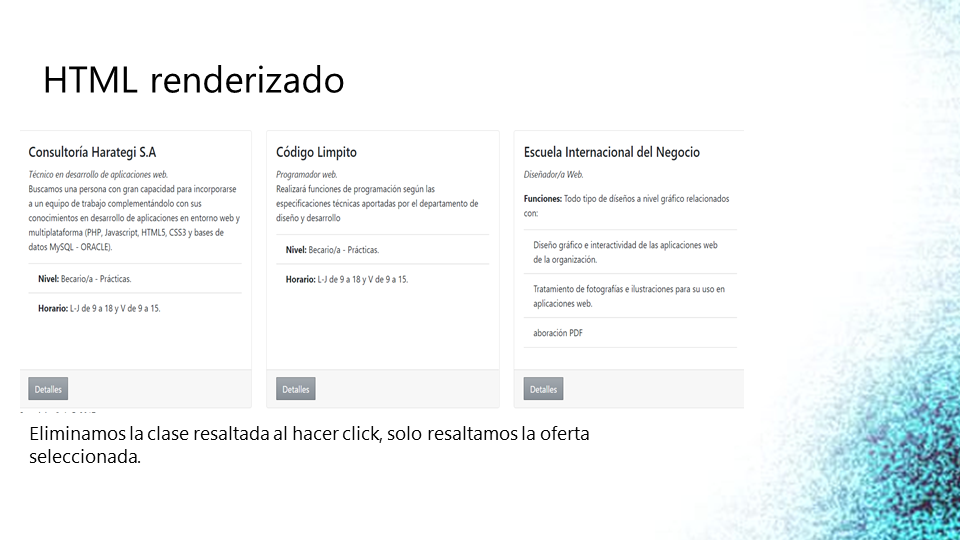 HTML renderizado
Consultoría Harategi S.A
Técnico en desarrollo de aplicaciones web.
Buscamos una persona con gran capacidad para incorporarse
a un equipo de trabajo complementándolo con sus
conocimientos en desarrollo de aplicaciones en entorno web y
multiplataforma (PHP, Javascript, HTML5, CSS3 y bases de
datos MySQL - ORACLE).
Nivel: Becario/a - Prácticas.
Horario: L-J de 9 a 18 y V de 9 a 15.
Detalles
Código Limpito
Programador web.
Realizará funciones de programación según las
especificaciones técnicas aportadas por el departamento de
diseño y desarrollo
Nivel: Becario/a - Prácticas.
Horario: L-J de 9 a 18 y V de 9 a 15.
Detalles
Escuela Internacional del Negocio
Diseñador/a Web.
Funciones: Todo tipo de díseños a nivel gráfico relacionados
con:
Diseño gráfico e interactividad de las aplicaciones web
de la organización.
Tratamiento de fotografías e ilustraciones para su uso en
aplicaciones web.
aboración PDF
Detalles
Eliminamos la clase resaltada al hacer click, solo resaltamos la oferta
seleccionada.